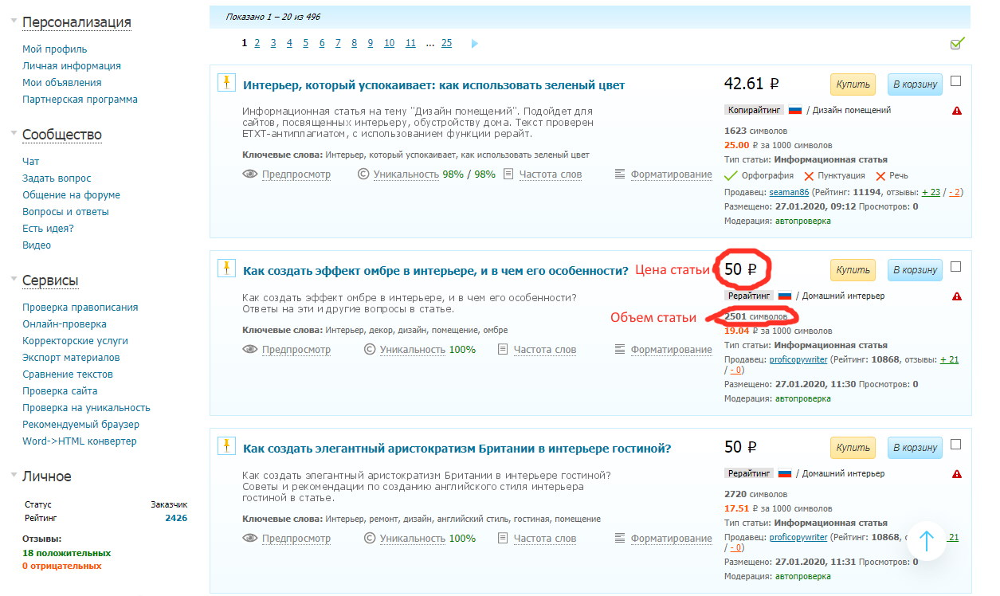 Персонализация
Мой профиль
Личная информация
Мои объявления
Партнерская программа
Сообщество
Чат
Задать вопрос
Общение на форуме
Вопросы и ответы
Есть идея?
Видео
Сервисы
Проверка правописания
Онлайн-проверка
Корректорские услуги
Экспорт материалов
Сравнение текстов
Проверка сайта
Проверка на уникальность
Рекомендуемый браузер
Word->HTML конвертер
Личное
Статус Заказчик
Рейтинг 2426
Отзывы:
18 положительных
0 отрицательных
Показано 1 – 20 из 496
1 2 3 4 5 6 7 8 9 10 11 ... 25
Интерьер, который успокаивает: как использовать зеленый цвет
Информационная статья на тему "Дизайн помещений". Подойдет для
сайтов, посвященных интерьеру, обустройству дома. Текст проверен
ETXT-антиплагиатом, с использованием функции рерайт.
Ключевые слова: Интерьер, который успокаивает, как использовать зеленый цвет
Предпросмотр Уникальность 98% / 98% Частота слов Форматирование
42.61 ₽ Купить В корзину
Копирайтинг / Дизайн помещений
1623 символов
25.00 ₽ за 1000 символов
Тип статьи: Информационная статья
Орфография Пунктуация Речь
Продавец: seaman86 (Рейтинг: 11194, отзывы: + 23 / - 2)
Размещено: 27.01.2020, 09:12 Просмотров: 0
Модерация: автопроверка
Как создать эффект омбре в интерьере, и в чем его особенности? Цена статьи
Как создать эффект омбре в интерьере, и в чем его особенности?
Ответы на эти и другие вопросы в статье.
Объем статьи
Ключевые слова: Интерьер, декор, дизайн, помещение, омбре
Предпросмотр Уникальность 100% Частота слов Форматирование
50 ₽ Купить В корзину
Рерайтинг / Домашний интерьер
2501 символов
19.04 ₽ за 1000 символов
Тип статьи: Информационная статья
Продавец: proficopywriter (Рейтинг: 10868, отзывы: + 21
/ - 0)
Размещено: 27.01.2020, 11:30 Просмотров: 0
Модерация: автопроверка
Как создать элегантный аристократизм Британии в интерьере гостиной?
Как создать элегантный аристократизм Британии в интерьере гостиной?
Советы и рекомендации по созданию английского стиля интерьера
гостиной в статье.
Ключевые слова: Интерьер, ремонт, дизайн, английский стиль, гостиная, помещение
Предпросмотр Уникальность 100% Частота слов Форматирование
50 ₽ Купить В корзину
Рерайтинг / Домашний интерьер
2720 символов
17.51 ₽ за 1000 символов
Тип статьи: Информационная статья
Продавец: proficopywriter (Рейтинг: 10868, 21
/ - 0)
Размещено: 27.01.2020, 11:31 Просмотров: 0
Модерация: автопроверка